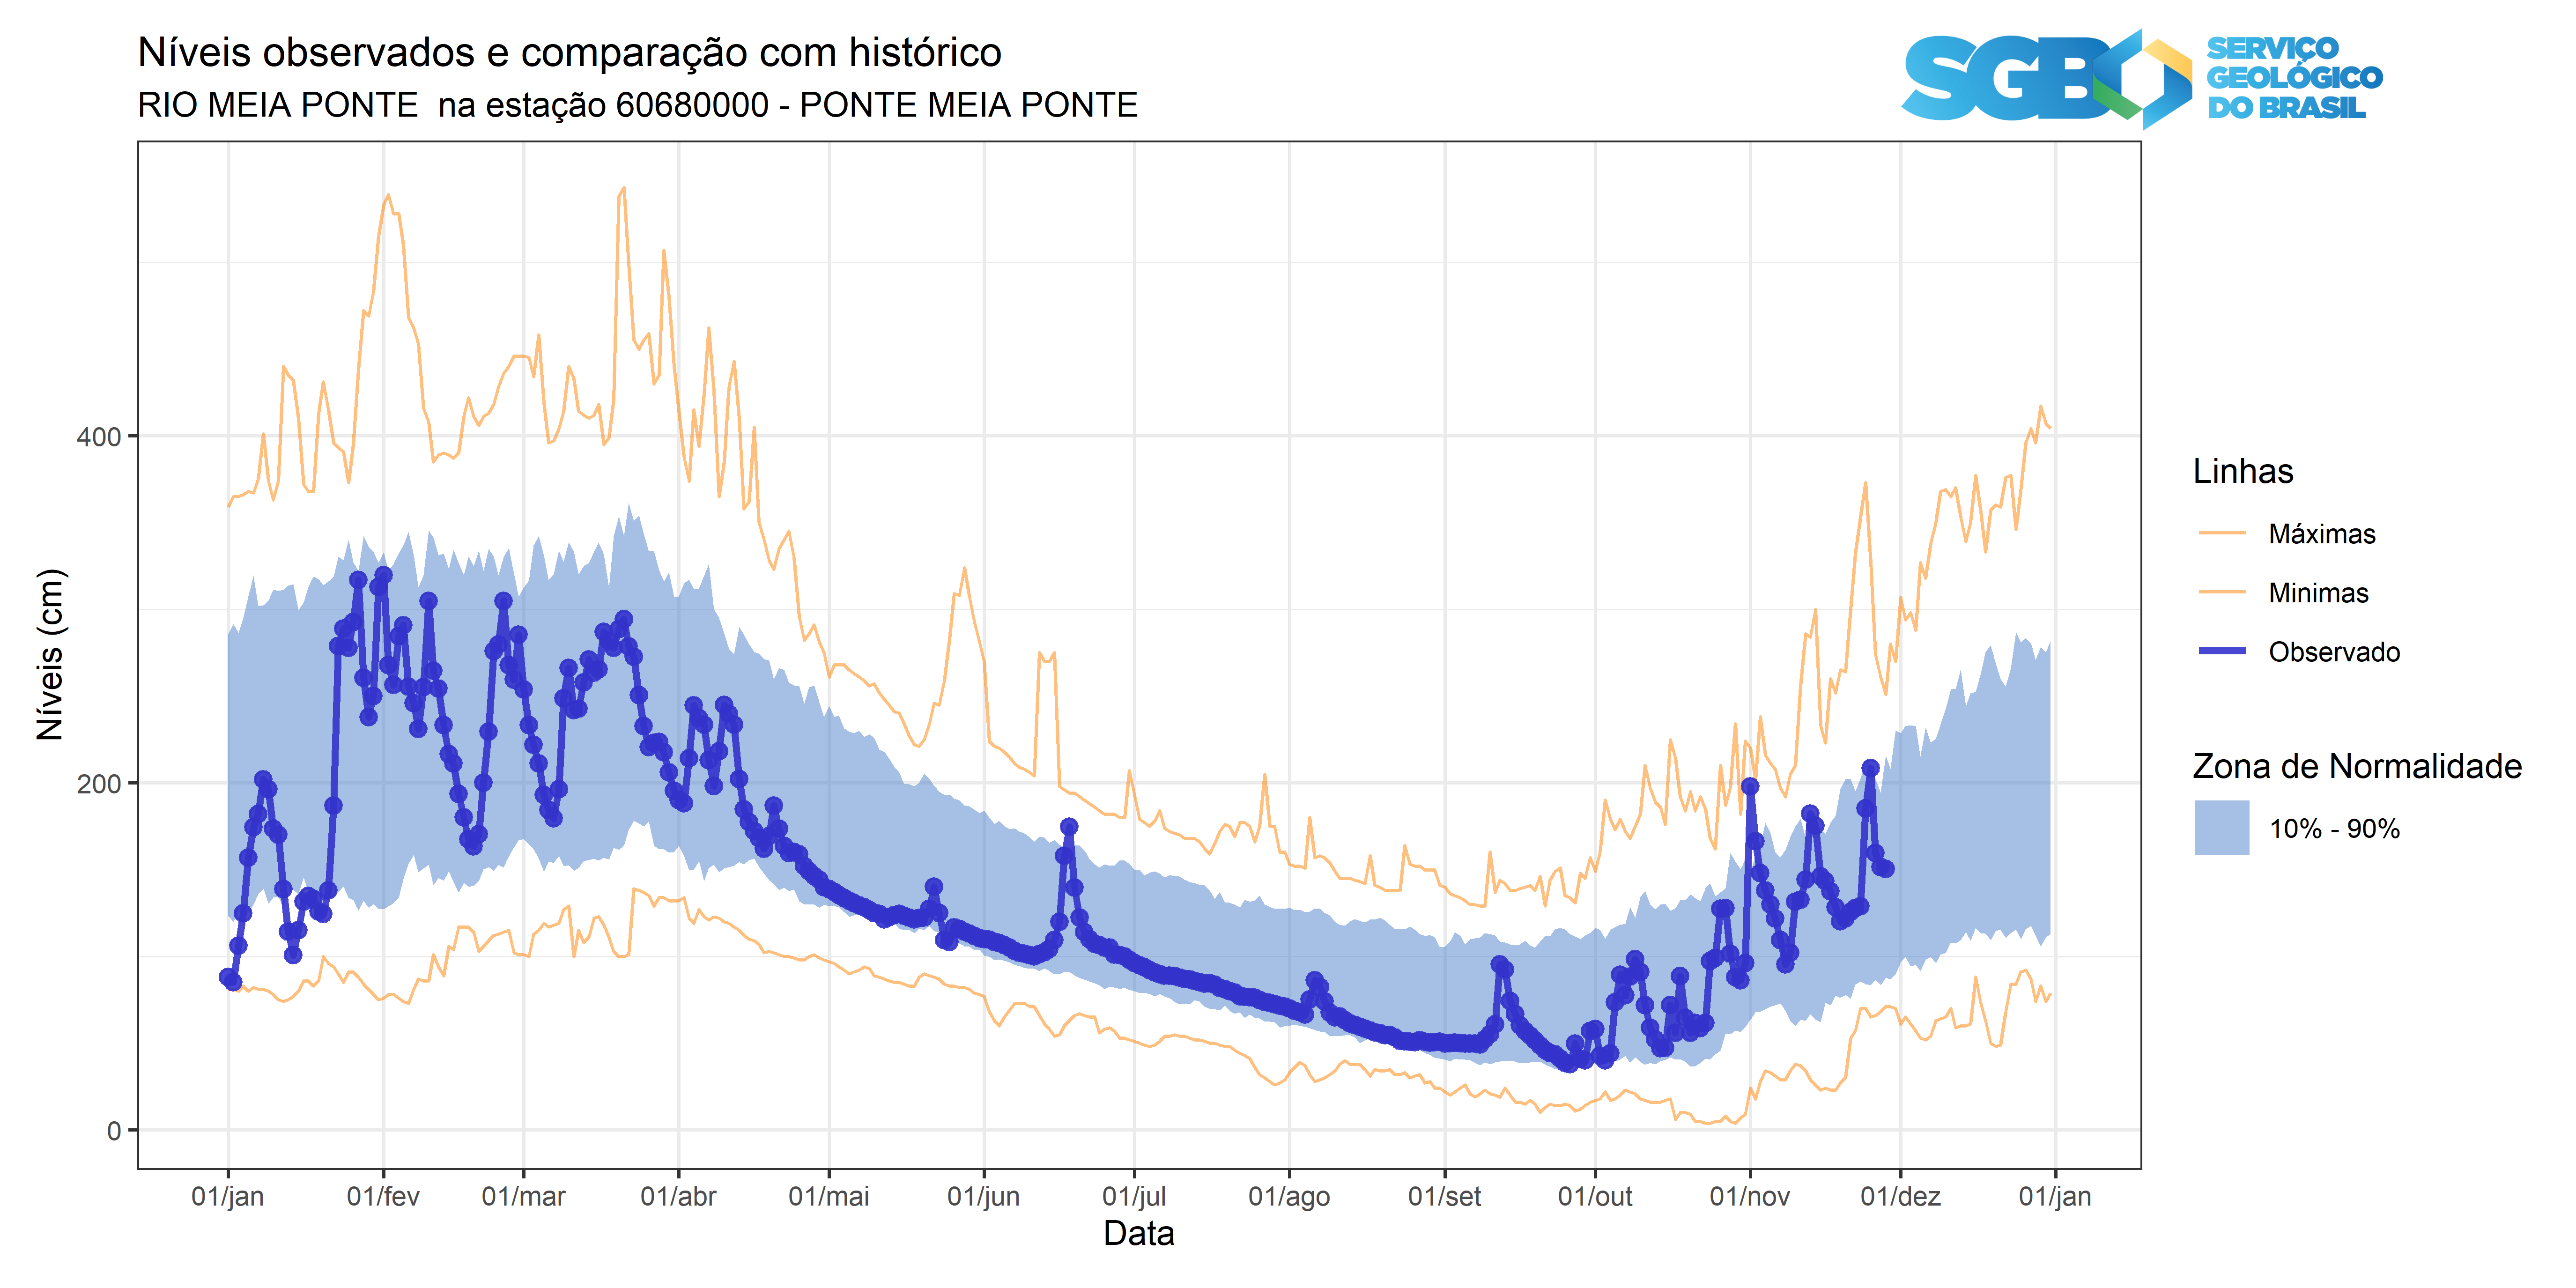 Níveis observados e comparação com histórico
RIO MEIA PONTE  na estação 60680000 - PONTE MEIA PONTE
SGB
SERVIÇO
GEOLÓGICO
DO BRASIL
Níveis (cm)
400
200
0
01/jan
01/fev
01/mar
01/abr
01/mai
01/jun
01/jul
01/ago
01/set
01/out
01/nov
01/dez
01/jan
Data
Linhas
Máximas
Minimas
Observado
Zona de Normalidade
10% - 90%